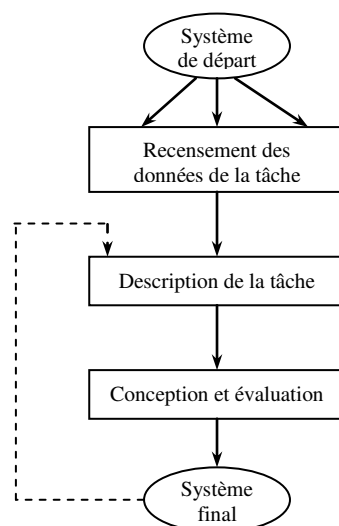 Système
de départ
Recensement des
données de la tâche
Description de la tâche
Conception et évaluation
Système
final